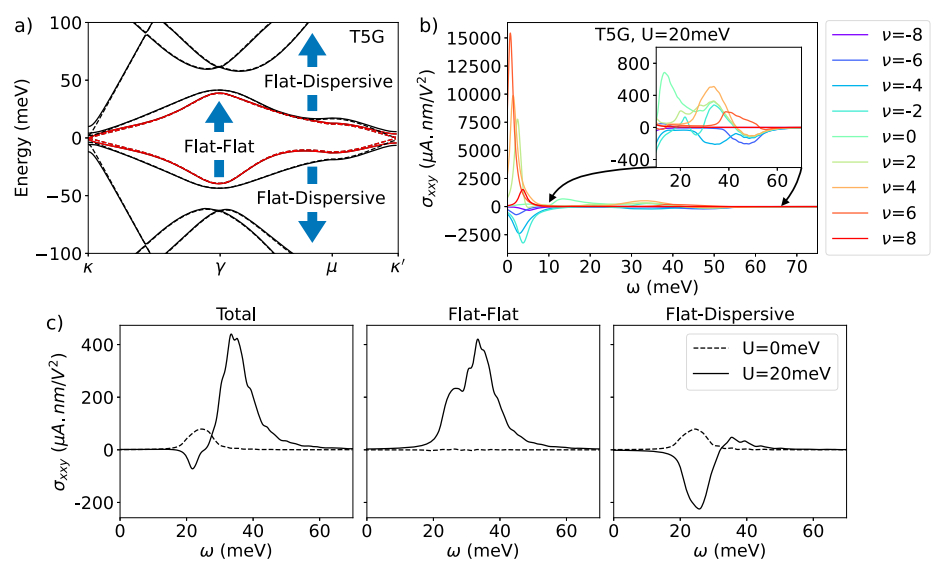 a)
T5G
Energy (meV)
100
50
0
−50
−100
Flat-Dispersive
Flat-Flat
Flat-Dispersive
κ
γ
μ
κ′
b)
T5G, U=20meV
σxxy (μA.nm/V²)
15000
12500
10000
7500
5000
2500
0
−2500
0
10
20
30
40
50
60
70
ω (meV)
800
400
0
-400
20
40
60
ν=-8
ν=-6
ν=-4
ν=-2
ν=0
ν=2
ν=4
ν=6
ν=8
c)
Total
Flat-Flat
Flat-Dispersive
σxxy (μA.nm/V²)
400
200
0
-200
U=0meV
U=20meV
0
20
40
60
0
20
40
60
0
20
40
60
ω (meV)
ω (meV)
ω (meV)